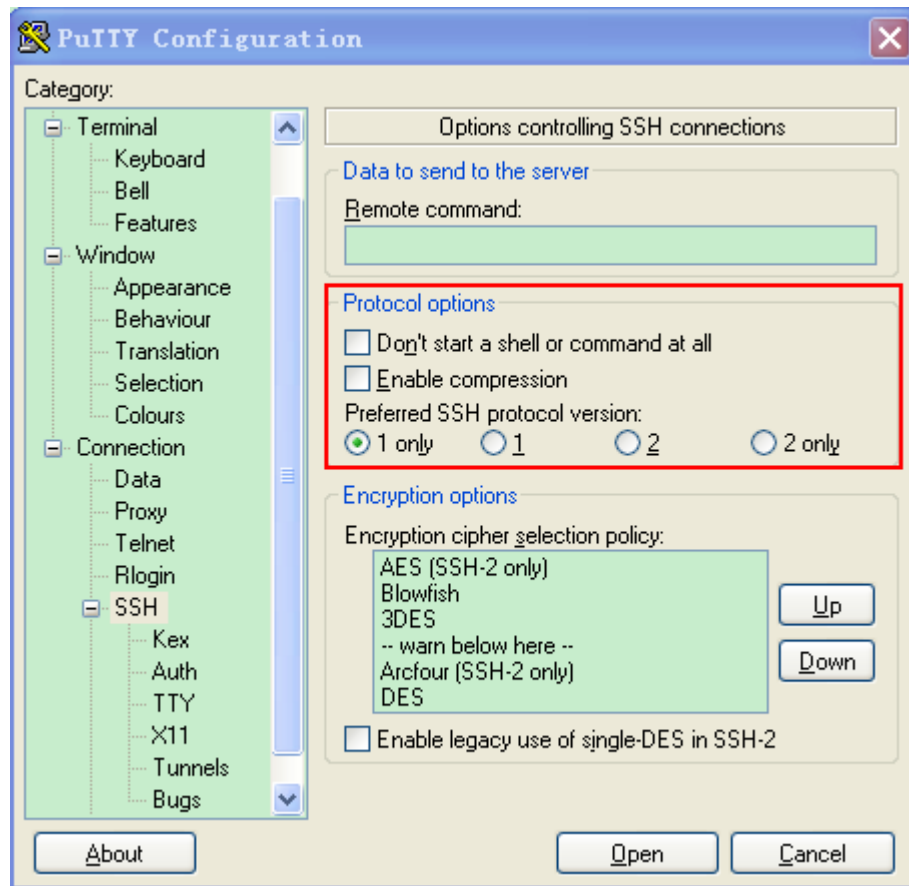 PuTTY Configuration
Category:
Terminal
Keyboard
Bell
Features
Window
Appearance
Behaviour
Translation
Selection
Colours
Connection
Data
Proxy
Telnet
Rlogin
SSH
Kex
Auth
TTY
X11
Tunnels
Bugs
Options controlling SSH connections
Data to send to the server
Remote command:
Protocol options
Don't start a shell or command at all
Enable compression
Preferred SSH protocol version:
1 only 1 2 2 only
Encryption options
Encryption cipher selection policy:
AES (SSH-2 only)
Blowfish
3DES
-- warn below here --
Arcfour (SSH-2 only)
DES
Up
Down
Enable legacy use of single-DES in SSH-2
About Open Cancel